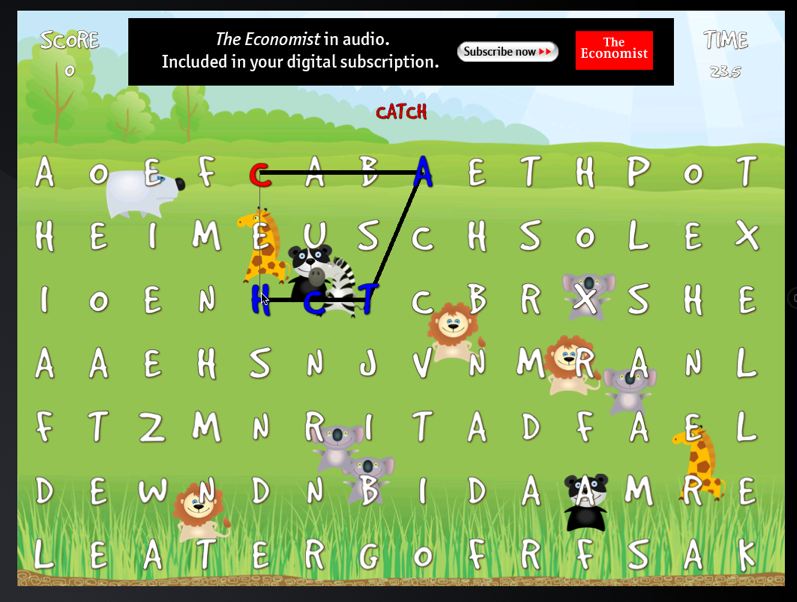 SCORE
0
The Economist in audio.
Included in your digital subscription.
Subscribe now
The
Economist
TIME
23.5
CATCH
A O E F C A B A E T H P O T
H E I M E U S C H S O L E X
I O E N H C T C B R X S H E
A A E H S N J V N M R A N L
F T Z M N R I T A D F A E L
D E W N D N B I D A A M R E
L E A T E R G O F R F S A K